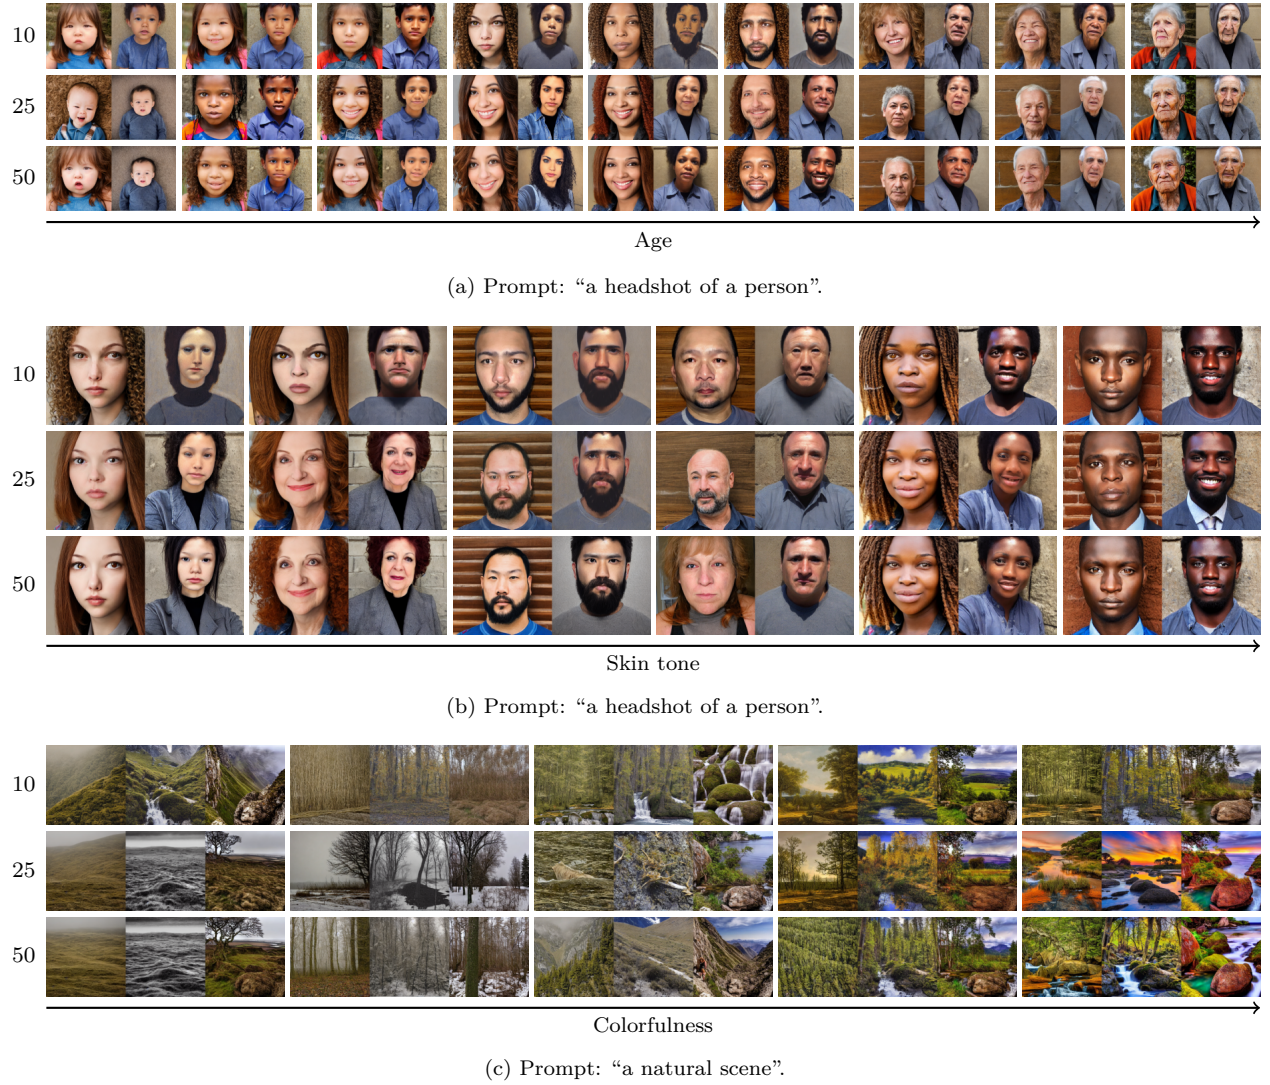 10
25
50
Age
(a) Prompt: “a headshot of a person”.
10
25
50
Skin tone
(b) Prompt: “a headshot of a person”.
10
25
50
Colorfulness
(c) Prompt: “a natural scene”.